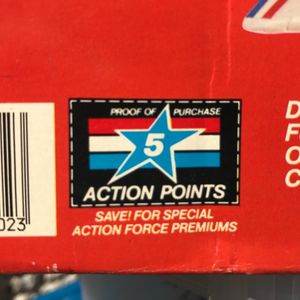 PROOF OF PURCHASE
5
ACTION POINTS
SAVE! FOR SPECIAL
ACTION FORCE PREMIUMS
023
D
F
O
C